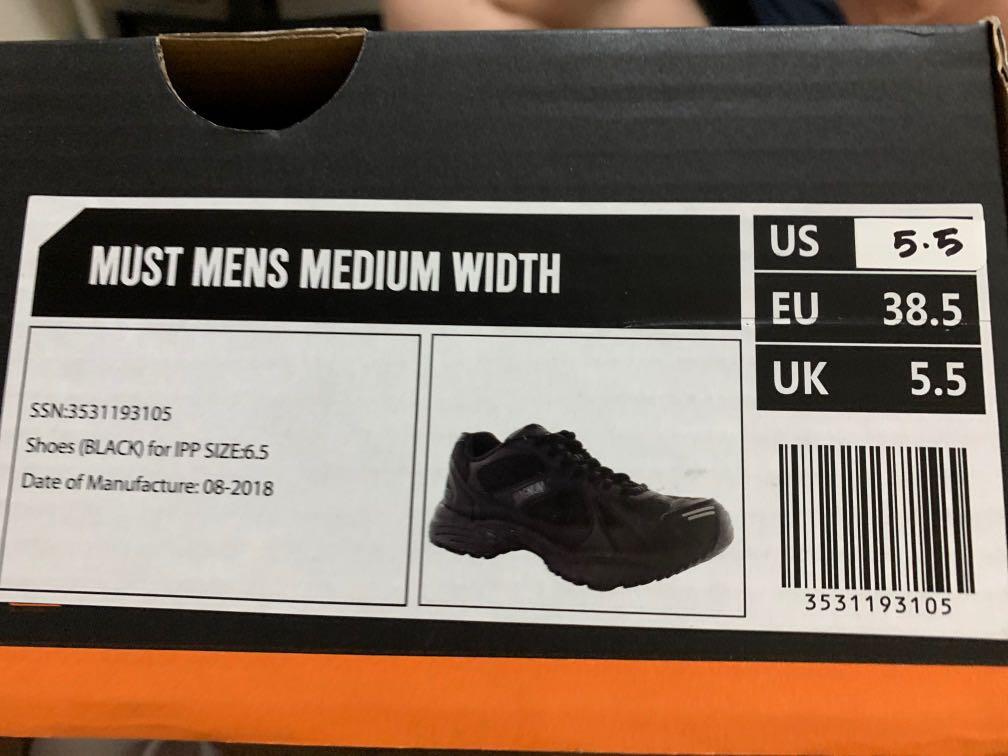 MUST MENS MEDIUM WIDTH
US 5.5
EU 38.5
UK 5.5
SSN:3531193105
Shoes (BLACK) for IPP SIZE:6.5
Date of Manufacture: 08-2018
3531193105